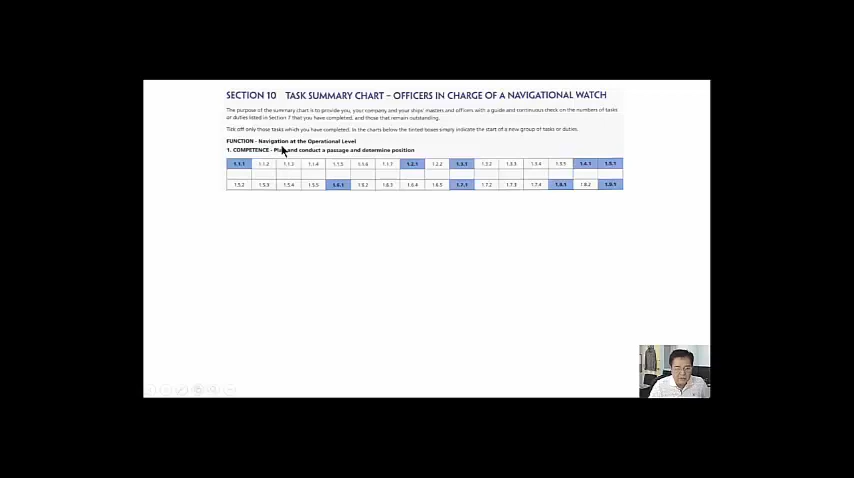 SECTION 10 TASK SUMMARY CHART – OFFICERS IN CHARGE OF A NAVIGATIONAL WATCH
The purpose of the summary chart is to provide you, your company and your ships' masters and officers with a guide and continuous check on the numbers of tasks
or duties listed in Section 7 that you have completed, and those that remain outstanding.
Tick off only those tasks which you have completed. In the charts below the tinted boxes simply indicate the start of a new group of tasks or duties.
FUNCTION - Navigation at the Operational Level
1. COMPETENCE - Plan and conduct a passage and determine position
1.1.1 1.1.2 1.1.3 1.1.4 1.1.5 1.1.6 1.1.7 1.2.1 1.2.2 1.3.1 1.3.2 1.3.3 1.3.4 1.3.5 1.4.1 1.5.1
1.5.2 1.5.3 1.5.4 1.5.5 1.6.1 1.6.2 1.6.3 1.6.4 1.6.5 1.7.1 1.7.2 1.7.3 1.7.4 1.8.1 1.8.2 1.9.1